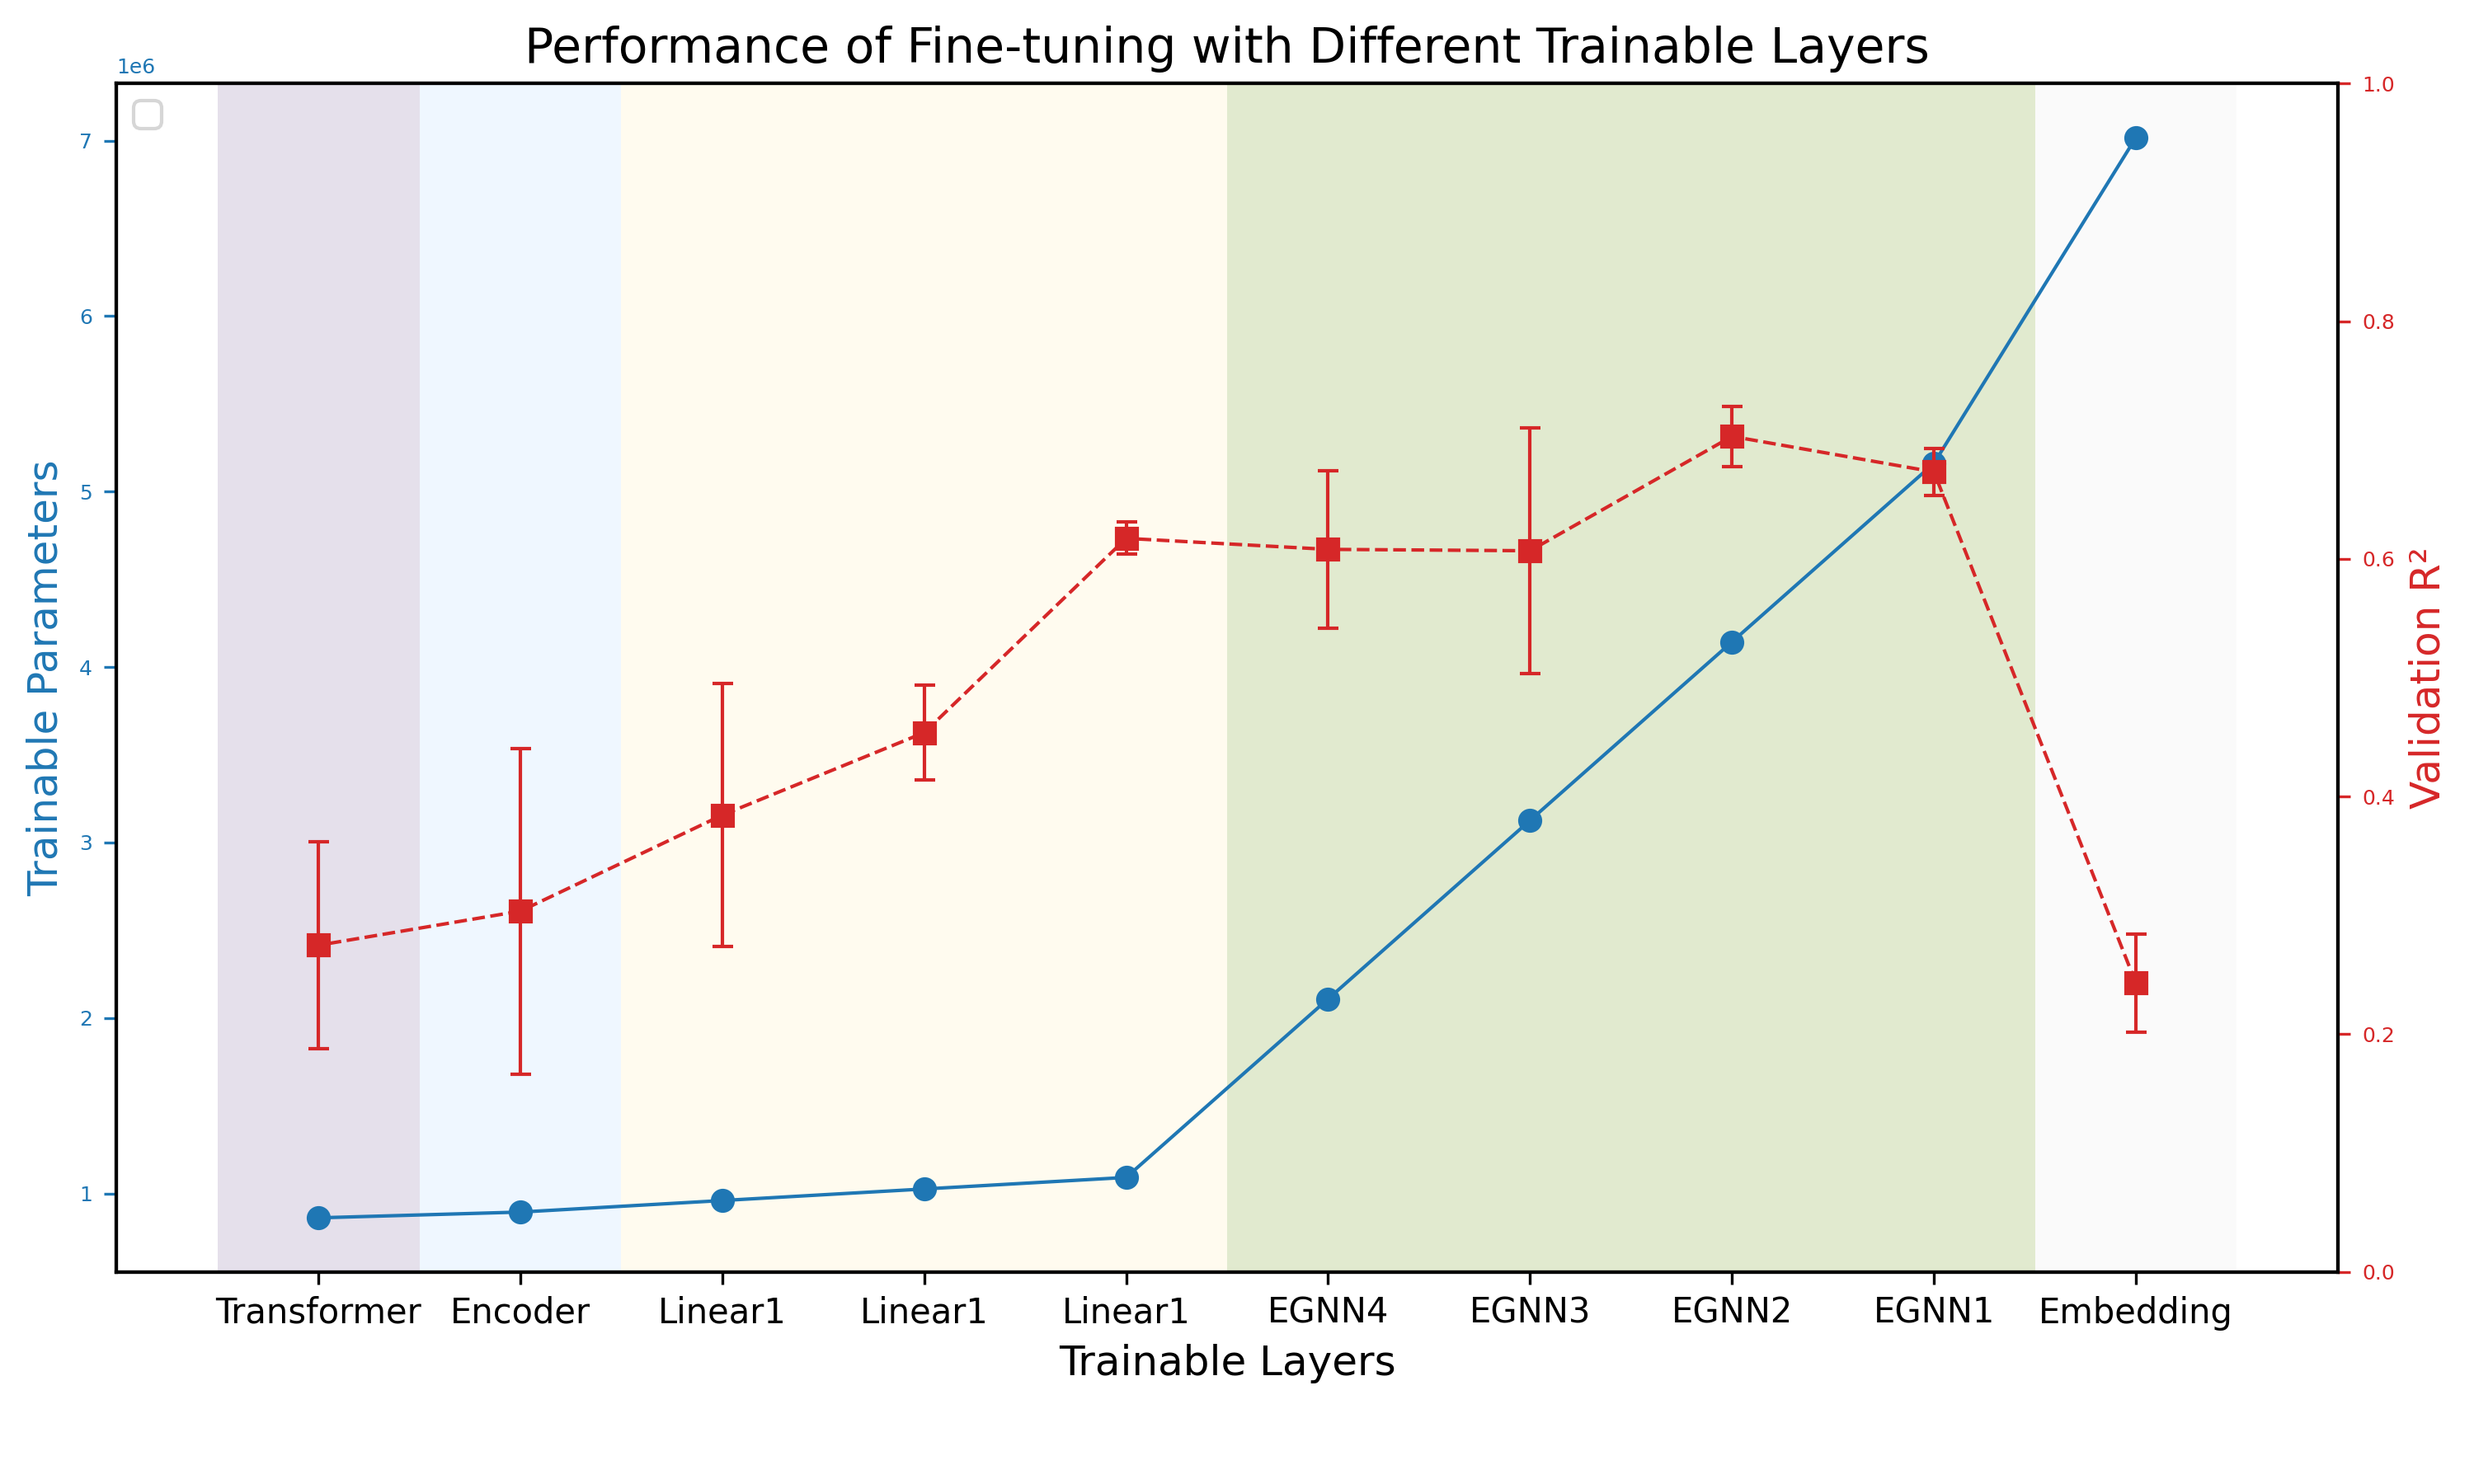 Performance of Fine-tuning with Different Trainable Layers
1e6
7
6
5
4
3
2
1
Trainable Parameters
1.0
0.8
0.6
0.4
0.2
0.0
Validation R²
Transformer Encoder Linear1 Linear1 Linear1 EGNN4 EGNN3 EGNN2 EGNN1 Embedding
Trainable Layers